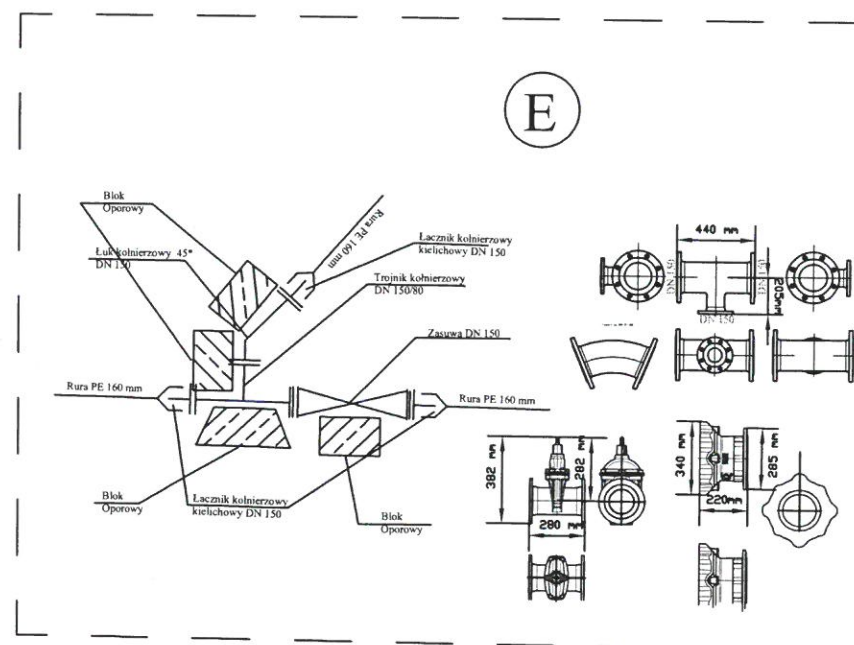 E
Blok
Oporowy
Łuk kołnierzowy 45°
DN 150
Rura PE 160 mm
Łacznik kołnierzowy
kielichowy DN 150
Trojnik kołnierzowy
DN 150/80
Zasuwa DN 150
Rura PE 160 mm
Rura PE 160 mm
Blok
Oporowy
Łacznik kołnierzowy
kielichowy DN 150
Blok
Oporowy
440 mm
DN 150
DN 150
205mm
DN 150
382 mm
282 mm
280 mm
340 mm
285 mm
220mm